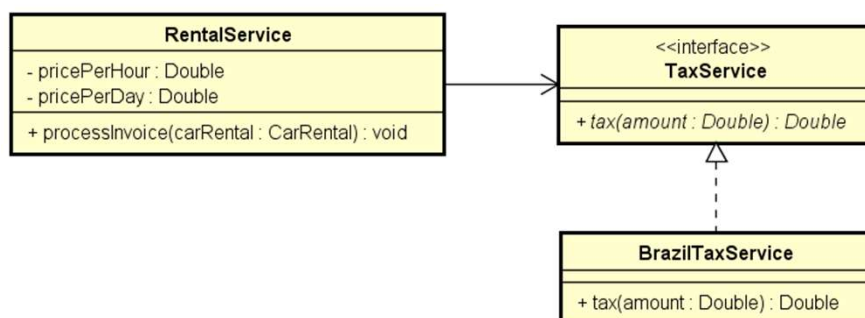 RentalService
- pricePerHour : Double
- pricePerDay : Double
+ processInvoice(carRental : CarRental) : void
<<interface>>
TaxService
+ tax(amount : Double) : Double
BrazilTaxService
+ tax(amount : Double) : Double